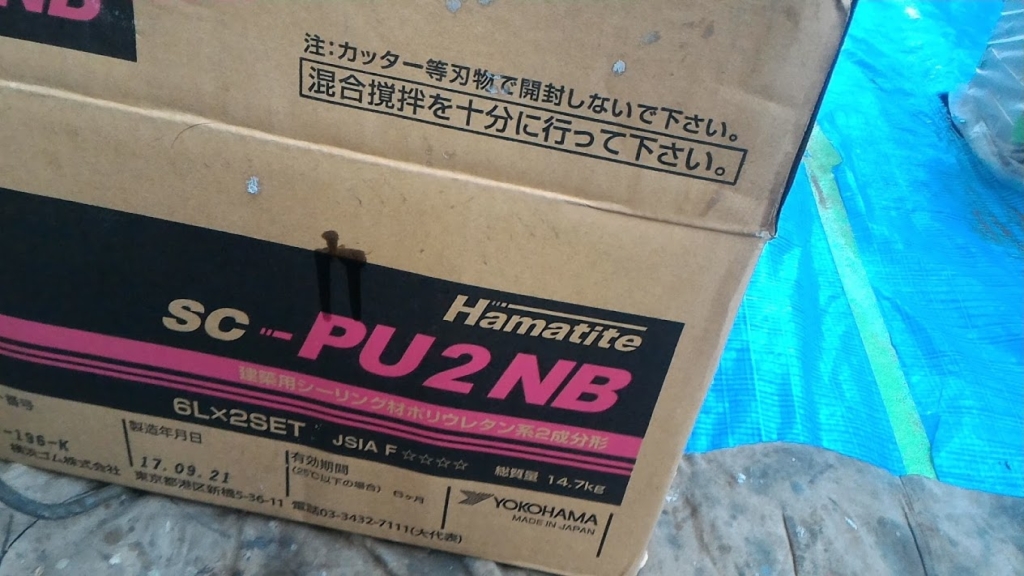 NB
注:カッター等刃物で開封しないで下さい。
混合撹拌を十分に行って下さい。
Hamatite
SC-PU2NB
建築用シーリング材ポリウレタン系2成分形
6L×2SET JSIA F☆☆☆☆ 総質量 14.7kg
番号
-196-K
製造年月日
17.09.21
有効期間
(25℃以下の場合) 6ヶ月
YOKOHAMA
MADE IN JAPAN
横浜ゴム株式会社 東京都港区新橋5-36-11 電話03-3432-7111(大代表)